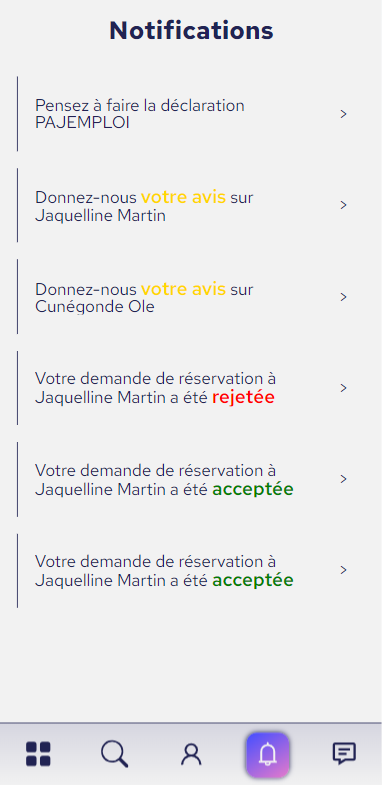 Notifications
Pensez à faire la déclaration
PAJEMPLOI
>
Donnez-nous votre avis sur
Jaquelline Martin
>
Donnez-nous votre avis sur
Cunégonde Ole
>
Votre demande de réservation à
Jaquelline Martin a été rejetée
>
Votre demande de réservation à
Jaquelline Martin a été acceptée
>
Votre demande de réservation à
Jaquelline Martin a été acceptée
>